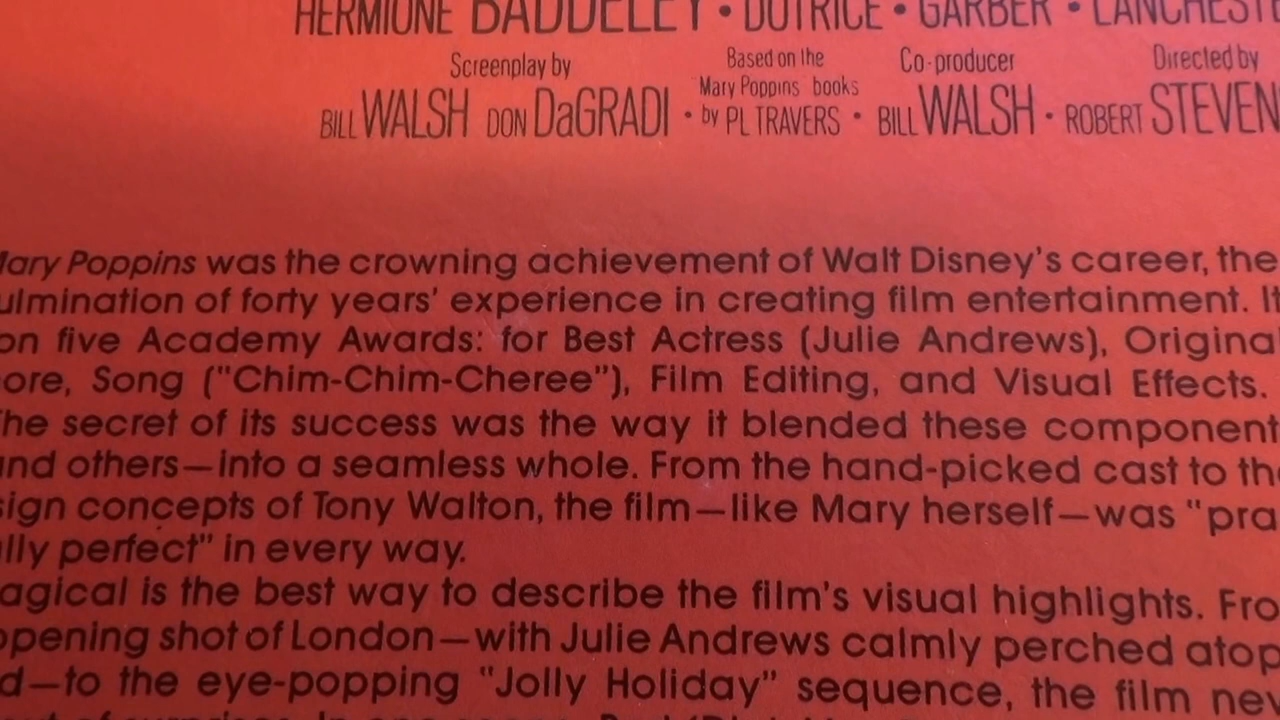 HERMIONE BADDELEY • DOTRICE • GARBER • LANCHEST
Screenplay by Based on the Co-producer Directed by
Mary Poppins books
BILL WALSH DON DaGRADI • by PL TRAVERS • BILL WALSH • ROBERT STEVEN
ary Poppins was the crowning achievement of Walt Disney's career, the
ulmination of forty years' experience in creating film entertainment. It
on five Academy Awards: for Best Actress (Julie Andrews), Origina
ore, Song ("Chim-Chim-Cheree"), Film Editing, and Visual Effects.
he secret of its success was the way it blended these component
nd others—into a seamless whole. From the hand-picked cast to th
sign concepts of Tony Walton, the film—like Mary herself—was "pra
lly perfect" in every way.
agical is the best way to describe the film's visual highlights. Fro
opening shot of London—with Julie Andrews calmly perched atop
d—to the eye-popping "Jolly Holiday" sequence, the film nev